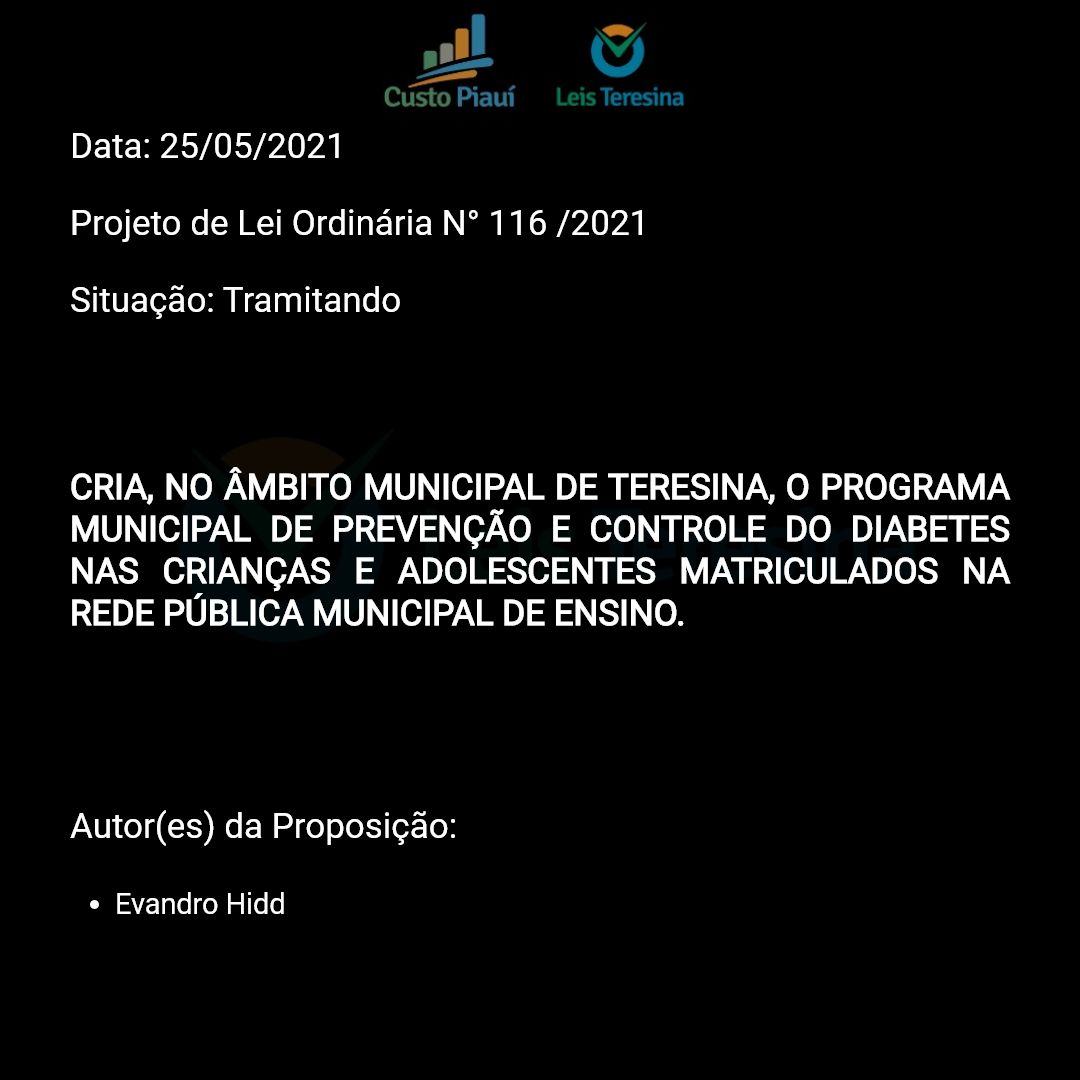 Custo Piauí
Leis Teresina
Data: 25/05/2021
Projeto de Lei Ordinária N° 116 /2021
Situação: Tramitando
CRIA, NO ÂMBITO MUNICIPAL DE TERESINA, O PROGRAMA
MUNICIPAL DE PREVENÇÃO E CONTROLE DO DIABETES
NAS CRIANÇAS E ADOLESCENTES MATRICULADOS NA
REDE PÚBLICA MUNICIPAL DE ENSINO.
Leis Teresina
Autor(es) da Proposição:
• Evandro Hidd